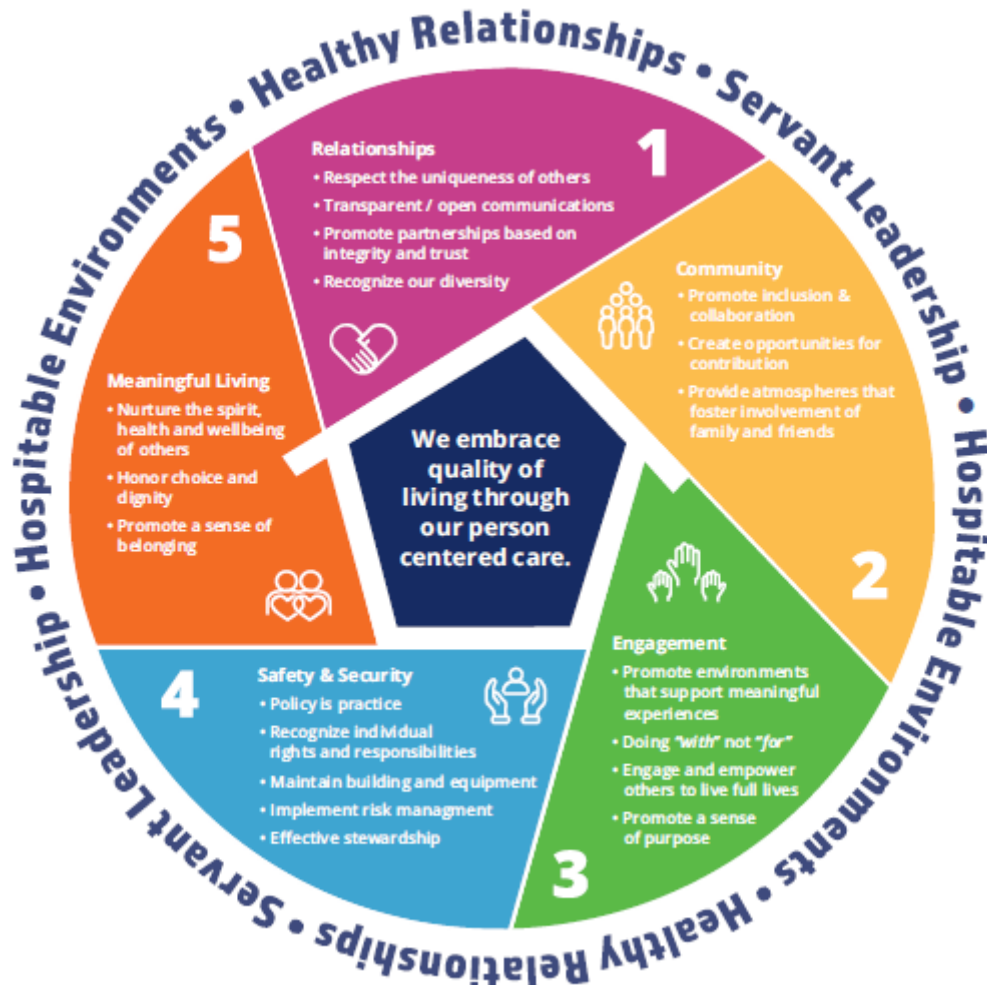 Healthy Relationships • Servant Leadership • Hospitable Environments • Healthy Relationships • Servant Leadership • Hospitable Environments •
1
Relationships
• Respect the uniqueness of others
• Transparent / open communications
• Promote partnerships based on
integrity and trust
• Recognize our diversity
2
Community
• Promote inclusion &
collaboration
• Create opportunities for
contribution
• Provide atmospheres that
foster involvement of
family and friends
3
Engagement
• Promote environments
that support meaningful
experiences
• Doing "with" not "for"
• Engage and empower
others to live full lives
• Promote a sense
of purpose
4
Safety & Security
• Policy is practice
• Recognize individual
rights and responsibilities
• Maintain building and equipment
• Implement risk managment
• Effective stewardship
5
Meaningful Living
• Nurture the spirit,
health and wellbeing
of others
• Honor choice and
dignity
• Promote a sense of
belonging
We embrace
quality of
living through
our person
centered care.